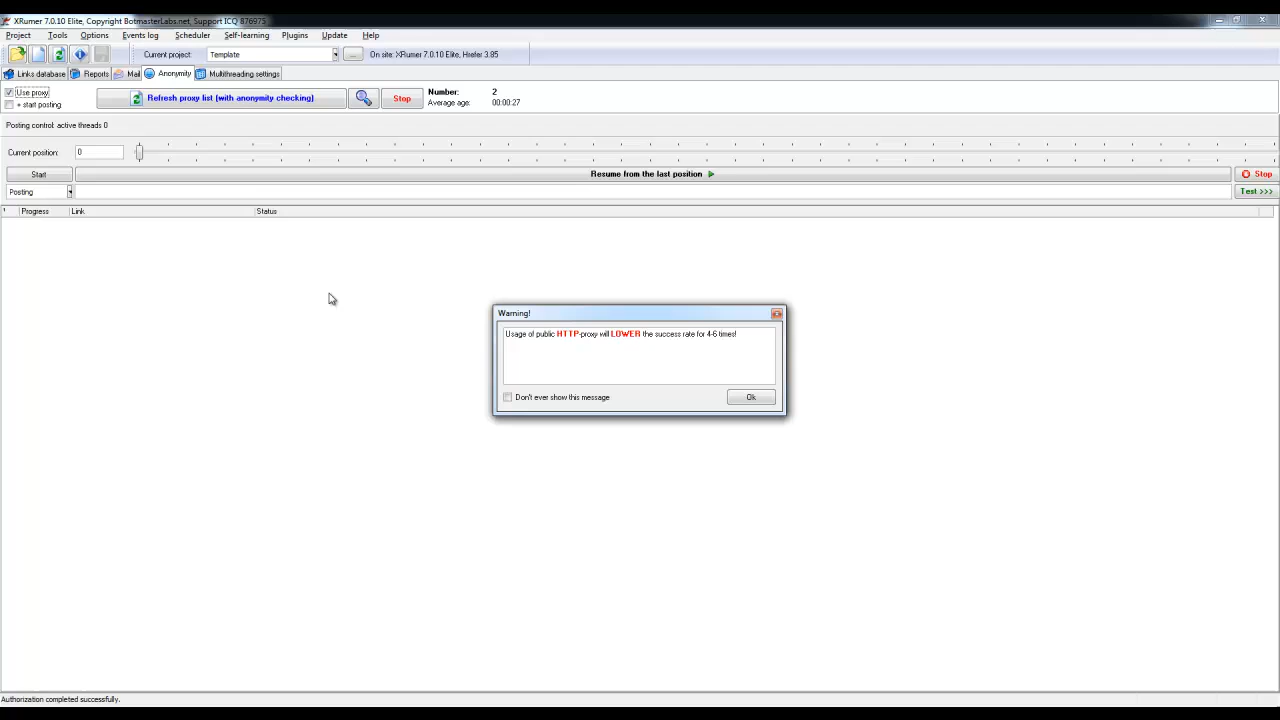 XRumer 7.0.10 Elite, Copyright BotmasterLabs.net, Support ICQ 876975
Project Tools Options Events log Scheduler Self-learning Plugins Update Help
Current project: Template ... On site: XRumer 7.0.10 Elite, Hrefer 3.85
Links database Reports Mail Anonymity Multithreading settings
Use proxy
+ start posting
Refresh proxy list (with anonymity checking)
Stop
Number: 2
Average age: 00:00:27
Posting control: active threads 0
Current position: 0
Start Resume from the last position Stop
Posting Test >>>
* Progress Link Status
Warning!
Usage of public HTTP-proxy will LOWER the success rate for 4-6 times!
Don't ever show this message Ok
Authorization completed successfully.